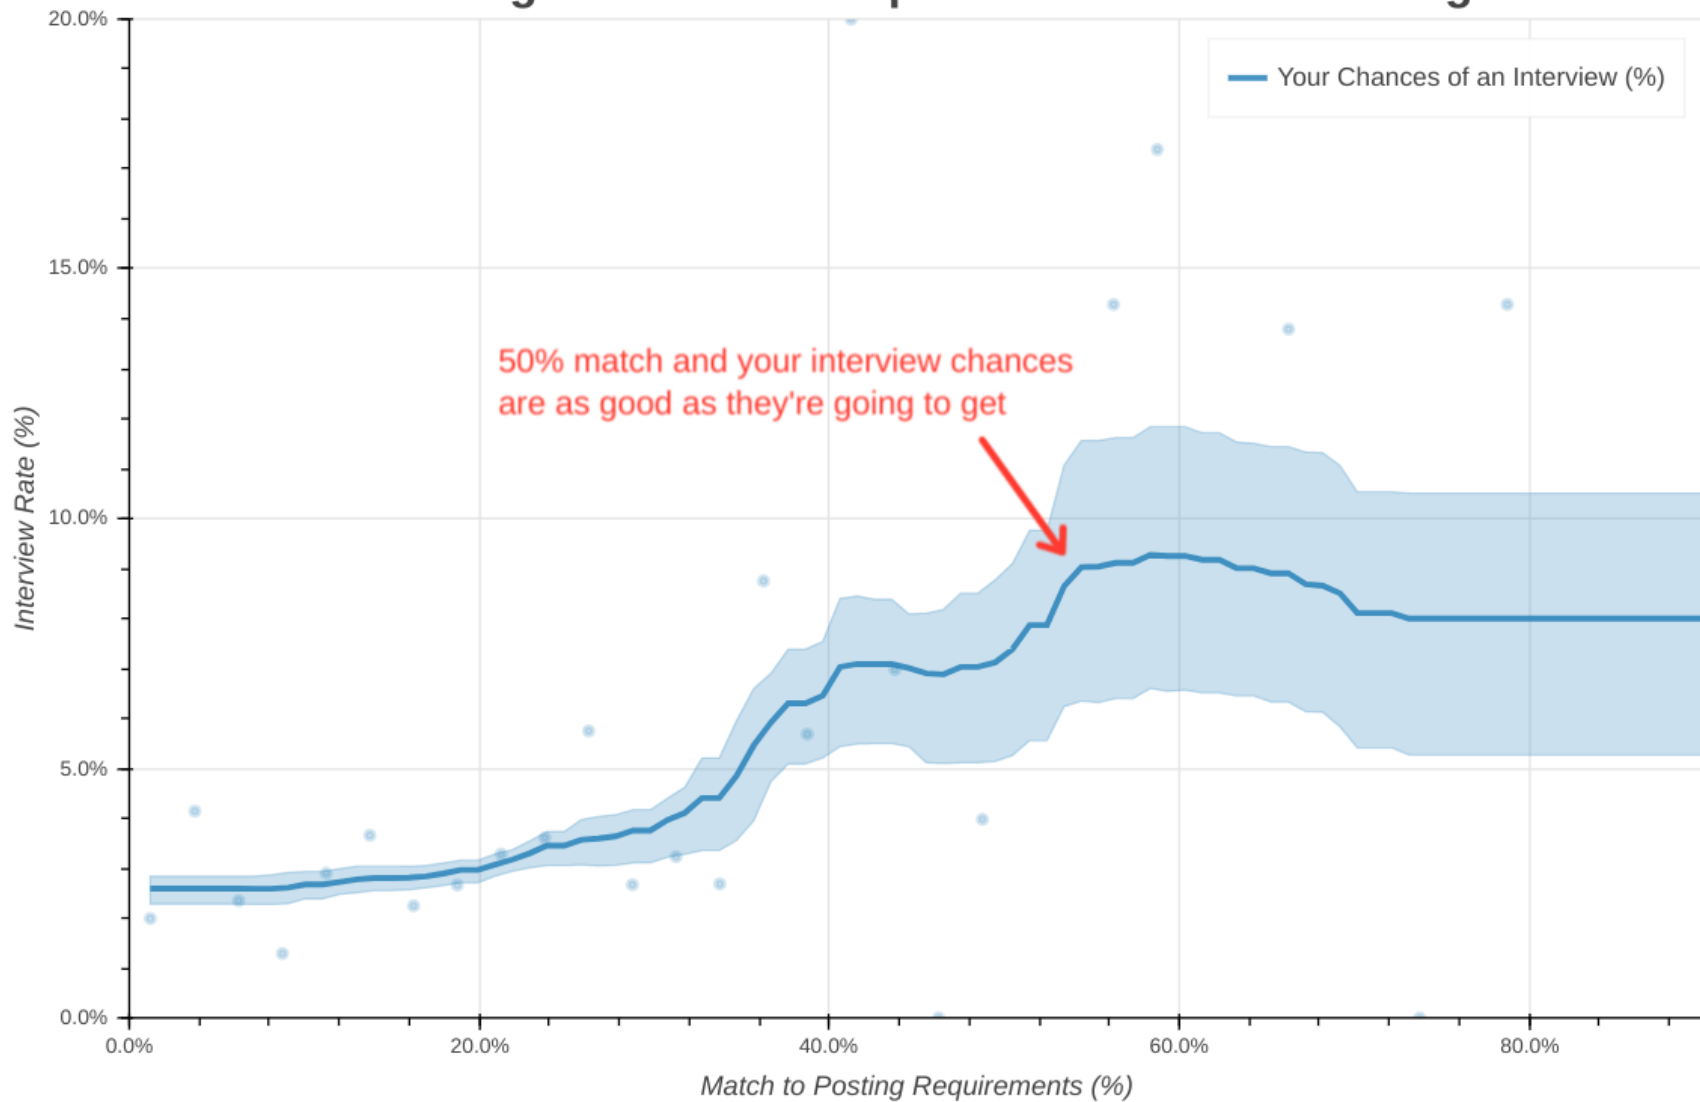 20.0%
Your Chances of an Interview (%)
15.0%
50% match and your interview chances
are as good as they're going to get
Interview Rate (%)
10.0%
5.0%
0.0%
0.0% 20.0% 40.0% 60.0% 80.0%
Match to Posting Requirements (%)